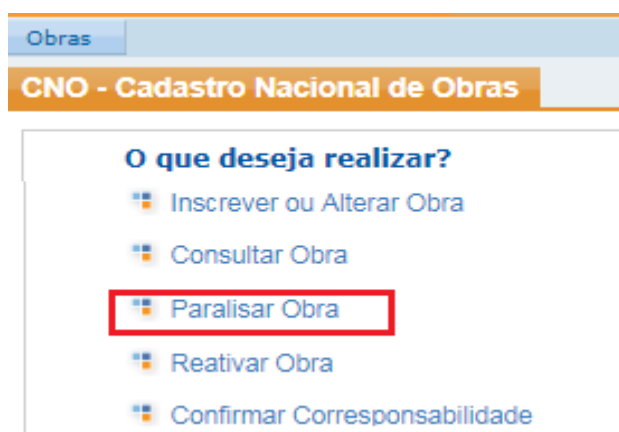 Obras
CNO - Cadastro Nacional de Obras
O que deseja realizar?
Inscrever ou Alterar Obra
Consultar Obra
Paralisar Obra
Reativar Obra
Confirmar Corresponsabilidade